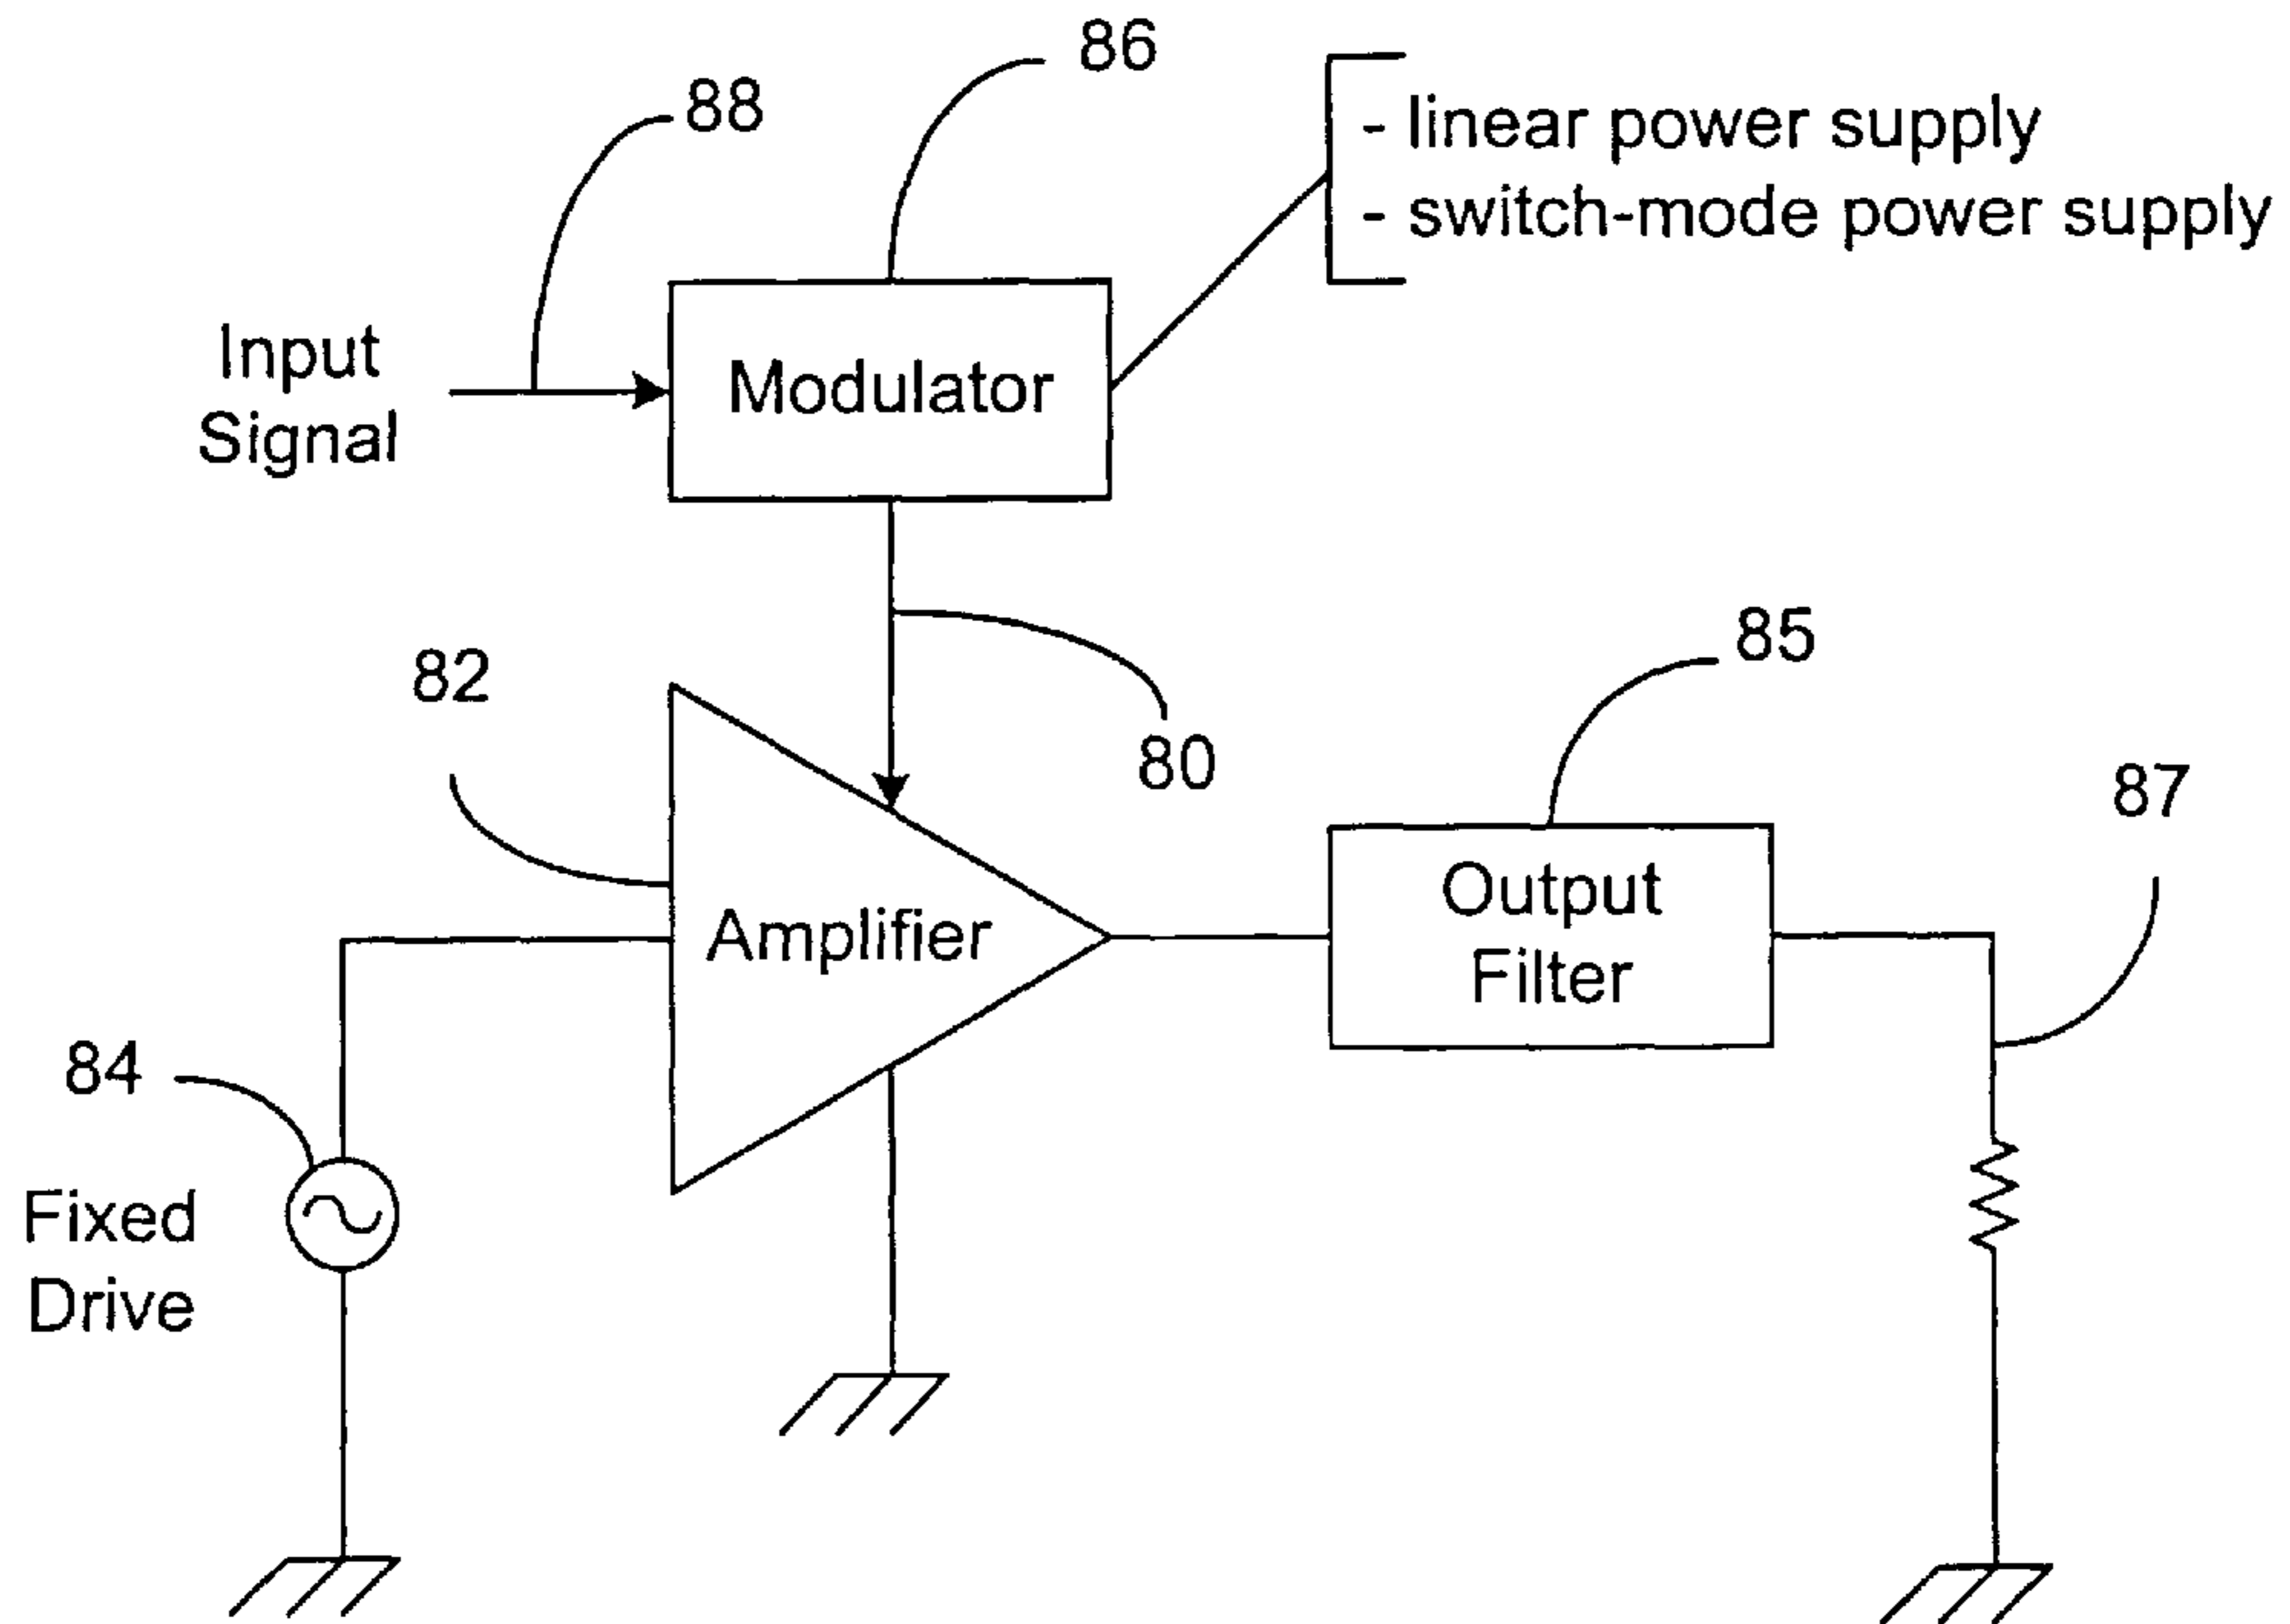 86
88
- linear power supply
- switch-mode power supply
Input
Signal
Modulator
82
80
85
87
Amplifier
Output
Filter
84
Fixed
Drive